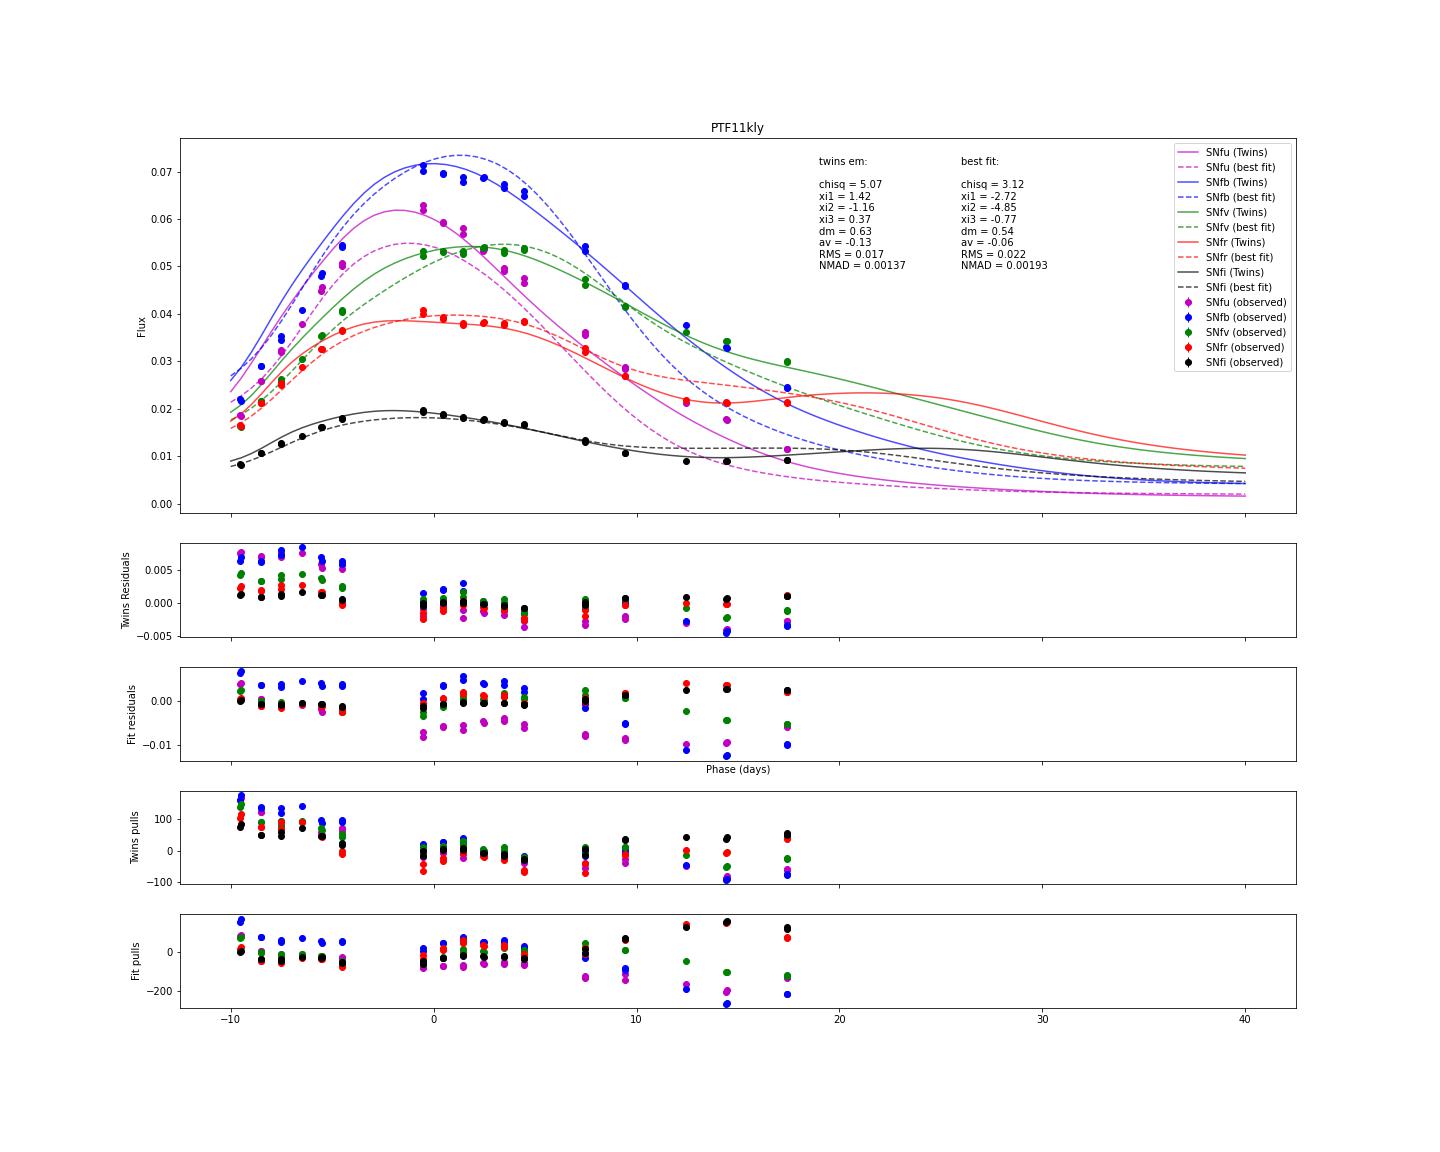 PTF11kly
Flux
0.07
0.06
0.05
0.04
0.03
0.02
0.01
0.00
twins em:
chisq = 5.07
xi1 = 1.42
xi2 = -1.16
xi3 = 0.37
dm = 0.63
av = -0.13
RMS = 0.017
NMAD = 0.00137
best fit:
chisq = 3.12
xi1 = -2.72
xi2 = -4.85
xi3 = -0.77
dm = 0.54
av = -0.06
RMS = 0.022
NMAD = 0.00193
SNfu (Twins)
SNfu (best fit)
SNfb (Twins)
SNfb (best fit)
SNfv (Twins)
SNfv (best fit)
SNfr (Twins)
SNfr (best fit)
SNfi (Twins)
SNfi (best fit)
SNfu (observed)
SNfb (observed)
SNfv (observed)
SNfr (observed)
SNfi (observed)
Twins Residuals
0.005
0.000
−0.005
Fit residuals
0.00
−0.01
Phase (days)
Twins pulls
100
0
−100
Fit pulls
0
−200
−10
0
10
20
30
40